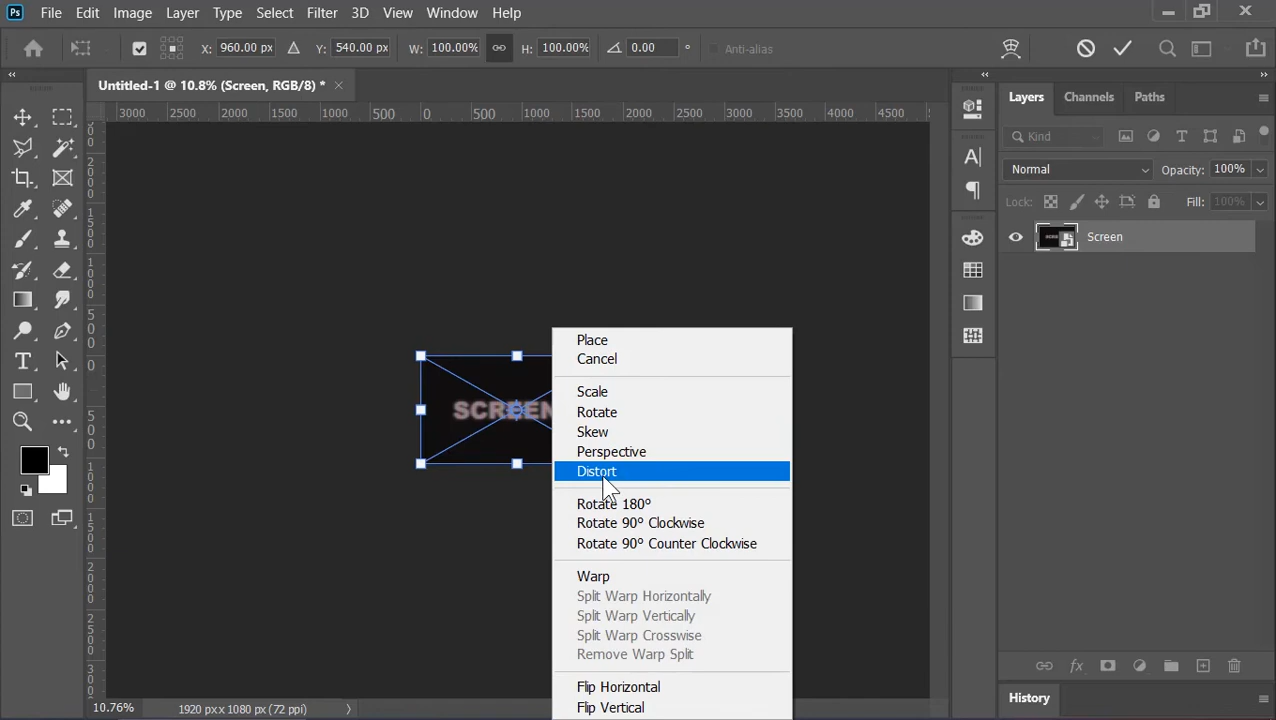 Ps File Edit Image Layer Type Select Filter 3D View Window Help
X: 960.00 px Y: 540.00 px W: 100.00% H: 100.00% 0.00 ° Anti-alias
Untitled-1 @ 10.8% (Screen, RGB/8) * ×
3000 2500 2000 1500 1000 500 0 500 1000 1500 2000 2500 3000 3500 4000 4500
Layers Channels Paths
Kind
Normal Opacity: 100%
Lock: Fill: 100%
Screen
SCREEN
Place
Cancel
Scale
Rotate
Skew
Perspective
Distort
Rotate 180º
Rotate 90º Clockwise
Rotate 90º Counter Clockwise
Warp
Split Warp Horizontally
Split Warp Vertically
Split Warp Crosswise
Remove Warp Split
Flip Horizontal
Flip Vertical
History
10.76% 1920 px x 1080 px (72 ppi)